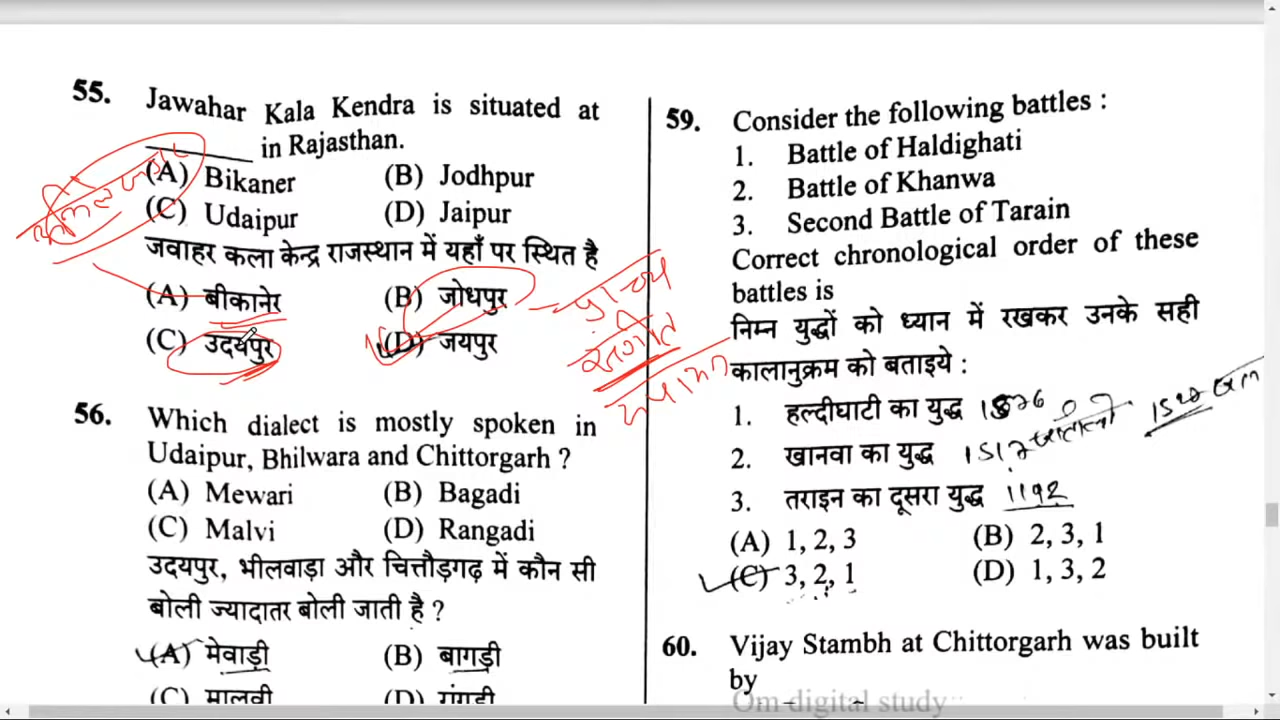 55. Jawahar Kala Kendra is situated at
________ in Rajasthan.
(A) Bikaner (B) Jodhpur
(C) Udaipur (D) Jaipur
जवाहर कला केन्द्र राजस्थान में यहाँ पर स्थित है
(A) बीकानेर (B) जोधपुर
(C) उदयपुर (D) जयपुर
56. Which dialect is mostly spoken in
Udaipur, Bhilwara and Chittorgarh ?
(A) Mewari (B) Bagadi
(C) Malvi (D) Rangadi
उदयपुर, भीलवाड़ा और चित्तौड़गढ़ में कौन सी
बोली ज्यादातर बोली जाती है ?
(A) मेवाड़ी (B) बागड़ी
(C) मालवी (D) रांगड़ी
59. Consider the following battles :
1. Battle of Haldighati
2. Battle of Khanwa
3. Second Battle of Tarain
Correct chronological order of these
battles is
निम्न युद्धों को ध्यान में रखकर उनके सही
कालानुक्रम को बताइये :
1. हल्दीघाटी का युद्ध
2. खानवा का युद्ध 1517
3. तराइन का दूसरा युद्ध 1192
(A) 1, 2, 3 (B) 2, 3, 1
(C) 3, 2, 1 (D) 1, 3, 2
60. Vijay Stambh at Chittorgarh was built
by
Om digital study